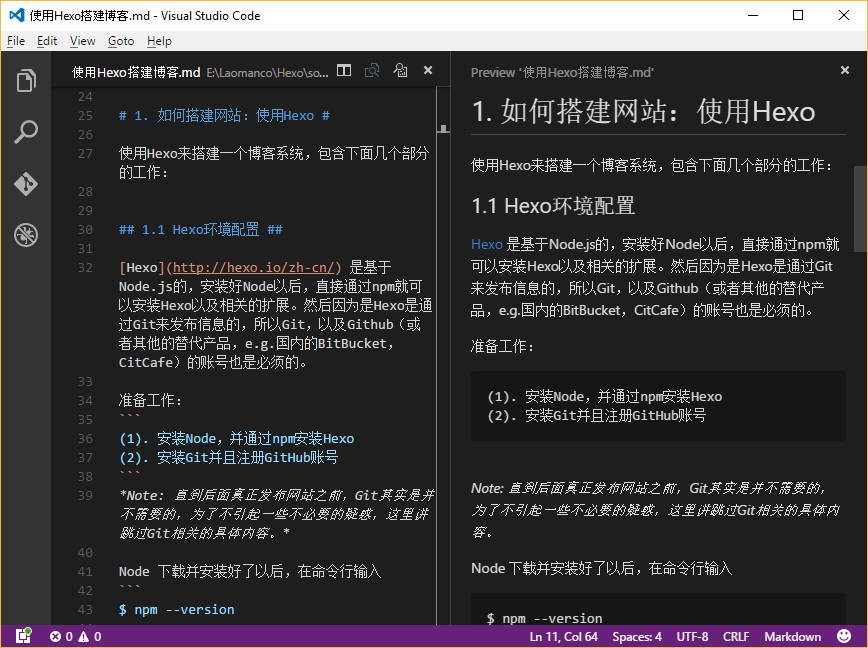 使用Hexo搭建博客.md - Visual Studio Code
File Edit View Goto Help
使用Hexo搭建博客.md E:\Laomanco\Hexo\so...
24
25 # 1. 如何搭建网站：使用Hexo #
26
27 使用Hexo来搭建一个博客系统，包含下面几个部分
的工作：
28
29
30 ## 1.1 Hexo环境配置 ##
31
32 [Hexo](http://hexo.io/zh-cn/) 是基于
Node.js的，安装好Node以后，直接通过npm就可
以安装Hexo以及相关的扩展。然后因为是Hexo是通
过Git来发布信息的，所以Git，以及Github（或
者其他的替代产品，e.g.国内的BitBucket，
CitCafe）的账号也是必须的。
33
34 准备工作：
35 ```
36 (1). 安装Node，并通过npm安装Hexo
37 (2). 安装Git并且注册GitHub账号
38 ```
39 *Note: 直到后面真正发布网站之前，Git其实是并
不需要的，为了不引起一些不必要的疑惑，这里讲
跳过Git相关的具体内容。*
40
41 Node 下载并安装好了以后，在命令行输入
42 ```
43 $ npm --version
Preview '使用Hexo搭建博客.md'
1. 如何搭建网站：使用Hexo
使用Hexo来搭建一个博客系统，包含下面几个部分的工作：
1.1 Hexo环境配置
Hexo 是基于Node.js的，安装好Node以后，直接通过npm就
可以安装Hexo以及相关的扩展。然后因为是Hexo是通过Git
来发布信息的，所以Git，以及Github（或者其他的替代产
品，e.g.国内的BitBucket，CitCafe）的账号也是必须的。
准备工作：
(1). 安装Node，并通过npm安装Hexo
(2). 安装Git并且注册GitHub账号
Note: 直到后面真正发布网站之前，Git其实是并不需要的，
为了不引起一些不必要的疑惑，这里讲跳过Git相关的具体内
容。
Node 下载并安装好了以后，在命令行输入
$ npm --version
0 0 Ln 11, Col 64 Spaces: 4 UTF-8 CRLF Markdown